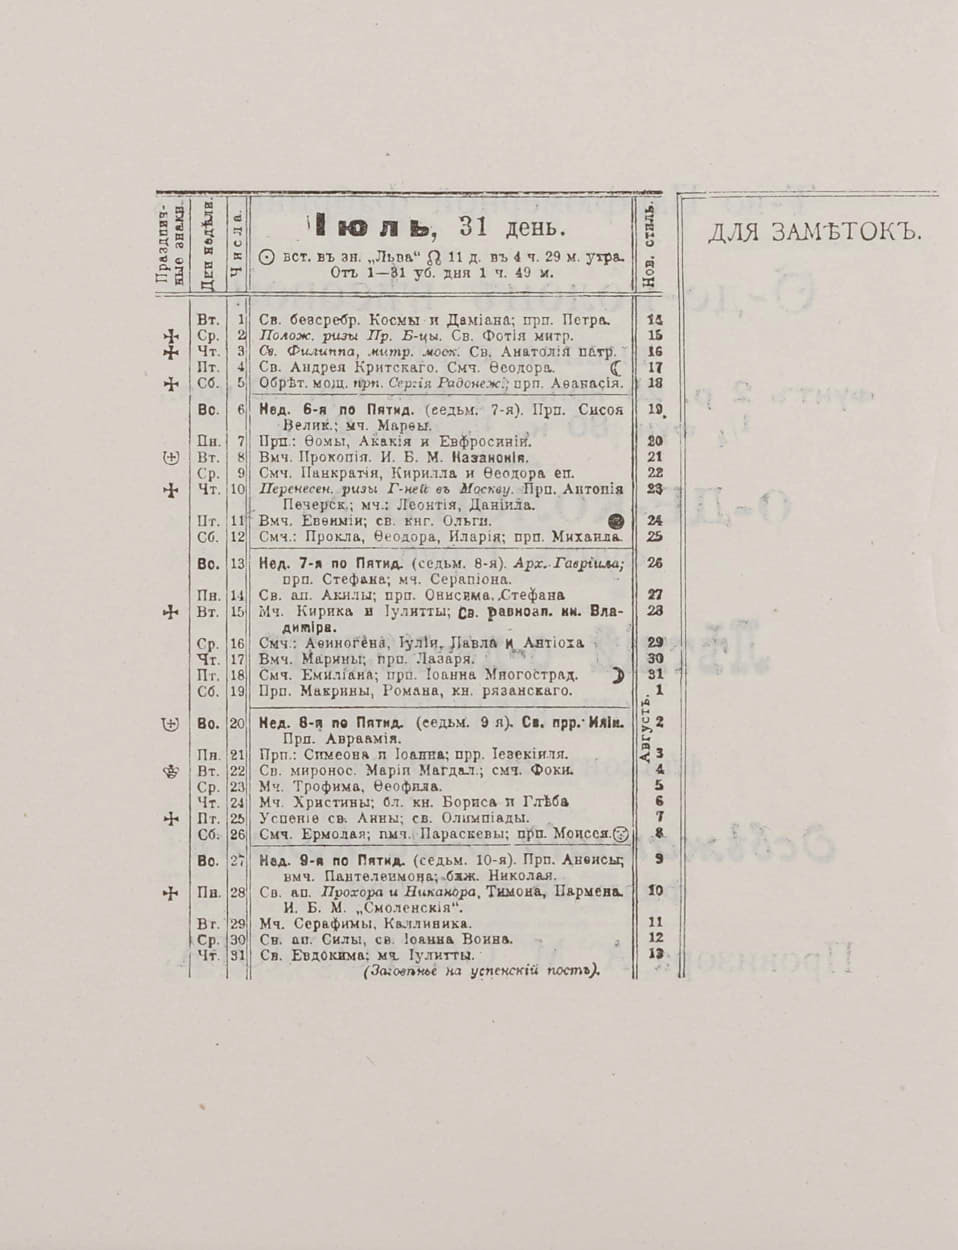 Праздничные знаки.
Дни недѣли.
Числа.
Іюль, 31 день.
вст. въ зн. „Льва“ ♌ 11 д. въ 4 ч. 29 м. утра.
Отъ 1—31 уб. дня 1 ч. 49 м.
Нов. стиль.
ДЛЯ ЗАМѢТОКЪ.
Вт. 1 Св. безсребр. Космы и Даміана; прп. Петра. 14
Ср. 2 Полож. ризы Пр. Б-цы. Св. Фотія митр. 15
Чт. 3 Св. Филиппа, митр. моск. Св. Анатолія патр. 16
Пт. 4 Св. Андрея Критскаго. Смч. Ѳеодора. 17
Сб. 5 Обрѣт. мощ. прп. Сергія Радонеж.; прп. Аѳанасія. 18
Вс. 6 Нед. 6-я по Пятид. (седьм. 7-я). Прп. Сисоя 19
Велик.; мч. Марѳы.
Пн. 7 Прп.: Ѳомы, Акакія и Евфросиніи. 20
Вт. 8 Вмч. Прокопія. И. Б. М. Казанскія. 21
Ср. 9 Смч. Панкратія, Кирилла и Ѳеодора еп. 22
Чт. 10 Перенесен. ризы Г-ней въ Москву. Прп. Антонія 23
Печерск.; мч.: Леонтія, Даніила.
Пт. 11 Вмч. Евѳиміи; св. кнг. Ольги. 24
Сб. 12 Смч.: Прокла, Ѳеодора, Иларія; прп. Михаила. 25
Вс. 13 Нед. 7-я по Пятид. (седьм. 8-я). Арх. Гавріила; 26
прп. Стефана; мч. Серапіона.
Пн. 14 Св. ап. Акилы; прп. Онисима, Стефана 27
Вт. 15 Мч. Кирика и Іулитты; Св. равноап. кн. Вла- 28
диміра.
Ср. 16 Смч.: Аѳиногена, Іуліи, Павла и Антіоха 29
Чт. 17 Вмч. Марины; прп. Лазаря. 30
Пт. 18 Смч. Емиліана; прп. Іоанна Многострад. 31
Сб. 19 Прп. Макрины, Романа, кн. рязанскаго. 1
Августъ.
Вс. 20 Нед. 8-я по Пятид. (седьм. 9 я). Св. прр. Иліи. 2
Прп. Авраамія.
Пн. 21 Прп.: Симеона и Іоанна; прр. Іезекіиля. 3
Вт. 22 Св. миронос. Маріи Магдал.; смч. Фоки. 4
Ср. 23 Мч. Трофима, Ѳеофила. 5
Чт. 24 Мч. Христины; бл. кн. Бориса и Глѣба 6
Пт. 25 Успеніе св. Анны; св. Олимпіады. 7
Сб. 26 Смч. Ермолая; пмч. Параскевы; прп. Моисея. 8
Вс. 27 Нед. 9-я по Пятид. (седьм. 10-я). Прп. Анѳисы; 9
вмч. Пантелеимона; блж. Николая.
Пн. 28 Св. ап. Прохора и Никанора, Тимона, Пармена. 10
И. Б. М. „Смоленскія“.
Вт. 29 Мч. Серафимы, Каллиника. 11
Ср. 30 Св. ап. Силы, св. Іоанна Воина. 12
Чт. 31 Св. Евдокима; мч. Іулитты. 13
(Заговѣнье на успенскій постъ).